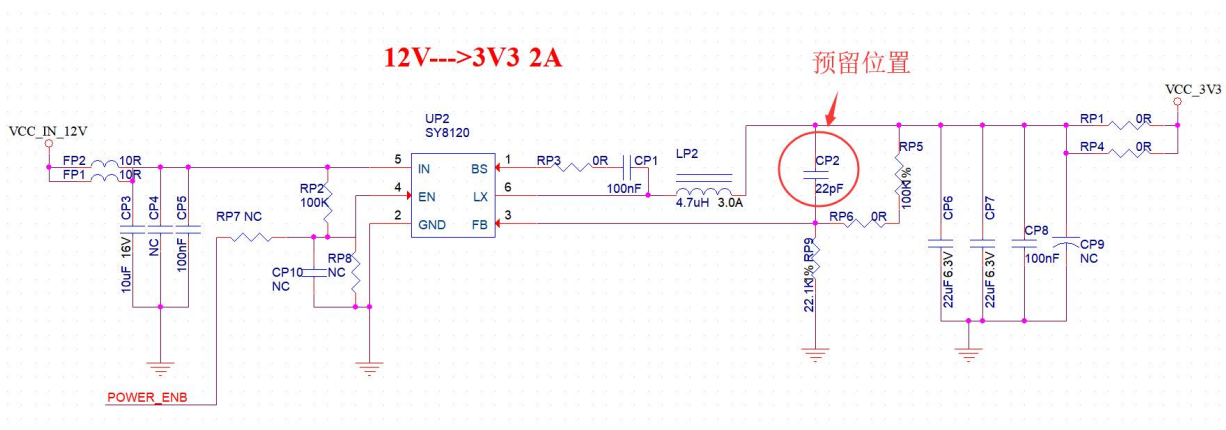 12V--->3V3 2A
预留位置
VCC_3V3
VCC_IN_12V
UP2
SY8120
FP2 10R
FP1 10R
5 IN BS 1
4 EN LX 6
2 GND FB 3
RP3 0R
CP1
100nF
LP2
4.7uH 3.0A
CP2
22pF
RP5
100K1%
RP1 0R
RP4 0R
RP2
100K
RP7 NC
CP3
10uF 16V
CP4
NC
CP5
100nF
CP10
NC
RP8
NC
RP6 0R
RP9
22.1K1%
CP6
22uF 6.3V
CP7
22uF 6.3V
CP8
100nF
CP9
NC
POWER_ENB